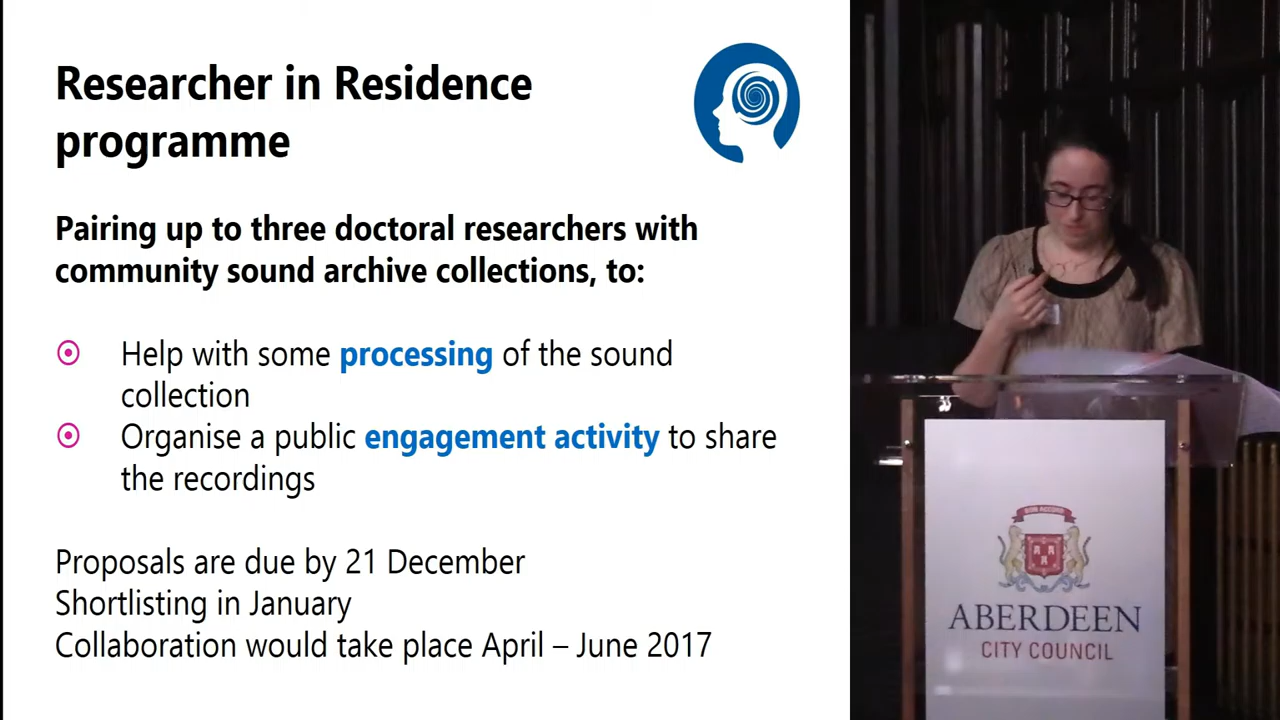 Researcher in Residence
programme
Pairing up to three doctoral researchers with
community sound archive collections, to:
Help with some processing of the sound
collection
Organise a public engagement activity to share
the recordings
Proposals are due by 21 December
Shortlisting in January
Collaboration would take place April – June 2017
BON ACCORD
ABERDEEN
CITY COUNCIL